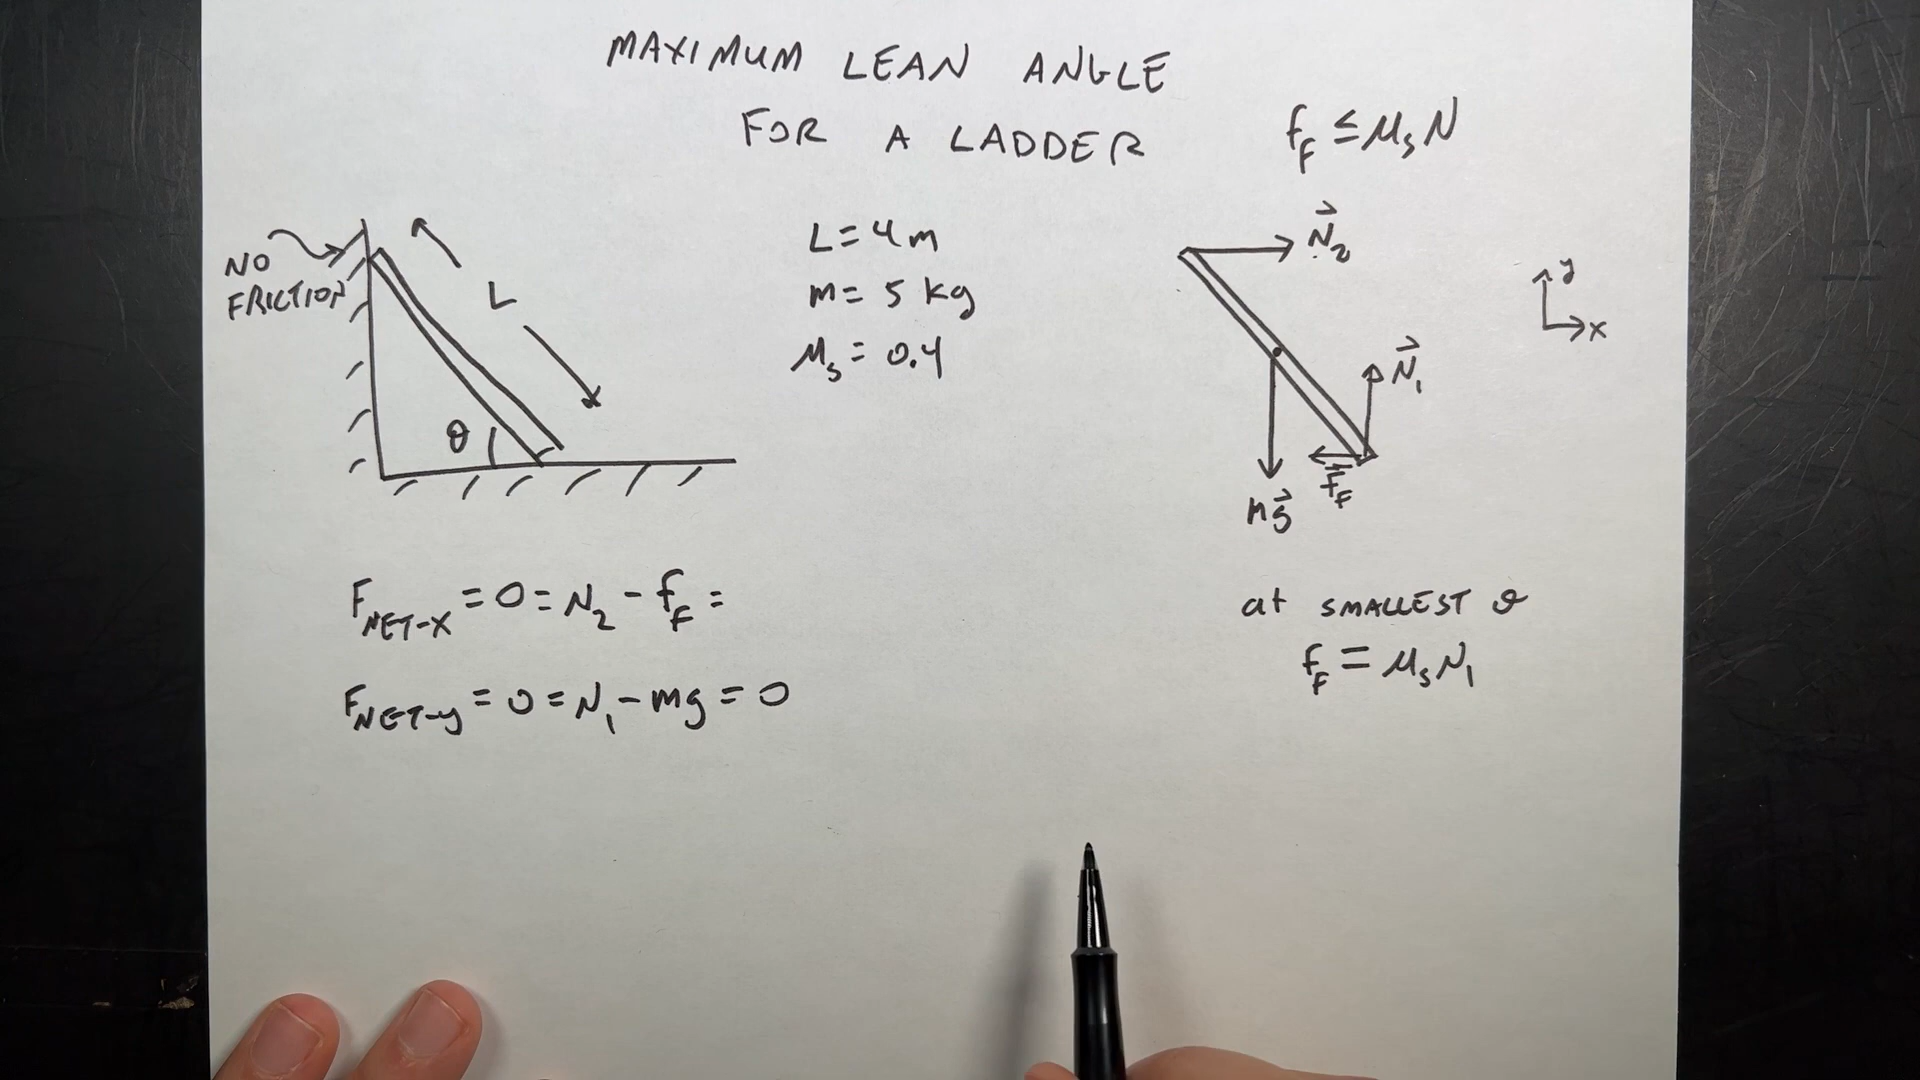 MAXIMUM LEAN ANGLE
FOR A LADDER
f_F ≤ μ_s N
NO
FRICTION
L
θ
L = 4 m
m = 5 kg
μ_s = 0.4
N⃗_2
N⃗_1
mg⃗
f⃗_F
y
x
F_NET-X = 0 = N_2 - f_F =
F_NET-y = 0 = N_1 - mg = 0
at SMALLEST θ
f_F = μ_s N_1